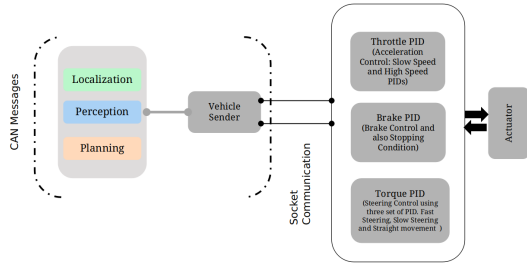 CAN Messages
Localization
Perception
Planning
Vehicle
Sender
Socket
Communication
Throttle PID
(Acceleration
Control: Slow Speed
and High Speed
PIDs)
Brake PID
(Brake Control and
also Stopping
Condition)
Torque PID
(Steering Control using
three set of PID. Fast
Steering, Slow Steering
and Straight movement )
Actuator